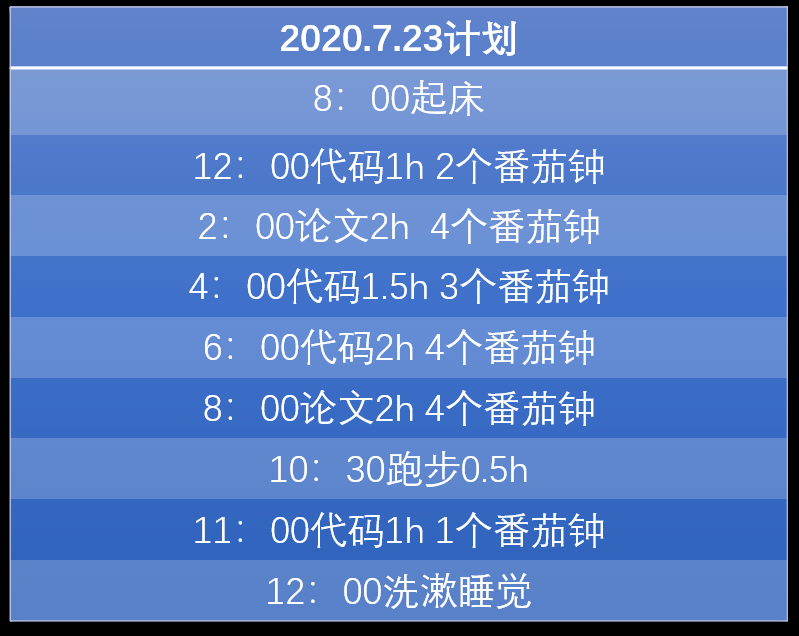 2020.7.23计划
8：00起床
12：00代码1h 2个番茄钟
2：00论文2h  4个番茄钟
4：00代码1.5h 3个番茄钟
6：00代码2h 4个番茄钟
8：00论文2h 4个番茄钟
10：30跑步0.5h
11：00代码1h 1个番茄钟
12：00洗漱睡觉